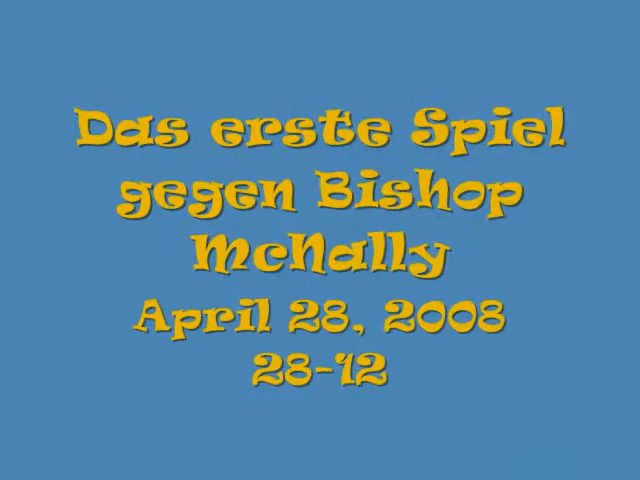 Das erste Spiel
gegen Bishop
McNally
April 28, 2008
28-12